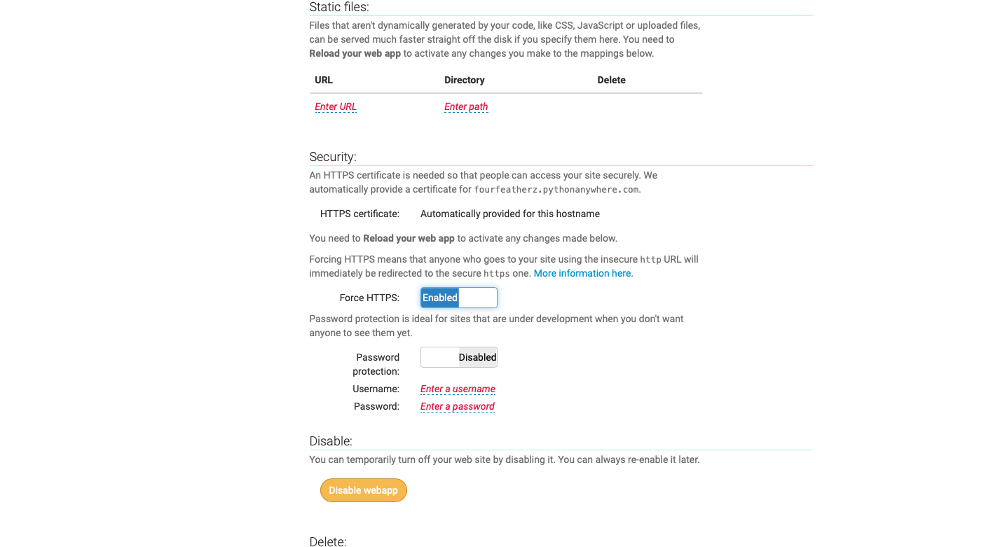 Static files:
Files that aren't dynamically generated by your code, like CSS, JavaScript or uploaded files,
can be served much faster straight off the disk if you specify them here. You need to
Reload your web app to activate any changes you make to the mappings below.
URL Directory Delete
Enter URL Enter path
Security:
An HTTPS certificate is needed so that people can access your site securely. We
automatically provide a certificate for fourfeatherz.pythonanywhere.com.
HTTPS certificate: Automatically provided for this hostname
You need to Reload your web app to activate any changes made below.
Forcing HTTPS means that anyone who goes to your site using the insecure http URL will
immediately be redirected to the secure https one. More information here.
Force HTTPS: Enabled
Password protection is ideal for sites that are under development when you don't want
anyone to see them yet.
Password Disabled
protection:
Username: Enter a username
Password: Enter a password
Disable:
You can temporarily turn off your web site by disabling it. You can always re-enable it later.
Disable webapp
Delete: